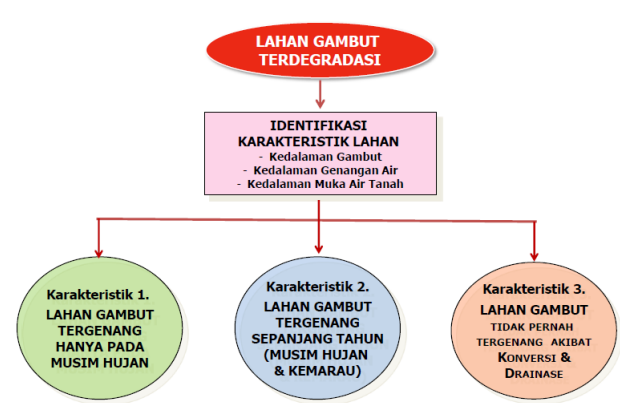 LAHAN GAMBUT
TERDEGRADASI
IDENTIFIKASI
KARAKTERISTIK LAHAN
- Kedalaman Gambut
- Kedalaman Genangan Air
- Kedalaman Muka Air Tanah
Karakteristik 1.
LAHAN GAMBUT
TERGENANG
HANYA PADA
MUSIM HUJAN
Karakteristik 2.
LAHAN GAMBUT
TERGENANG
SEPANJANG TAHUN
(MUSIM HUJAN
& KEMARAU)
Karakteristik 3.
LAHAN GAMBUT
TIDAK PERNAH
TERGENANG AKIBAT
KONVERSI &
DRAINASE